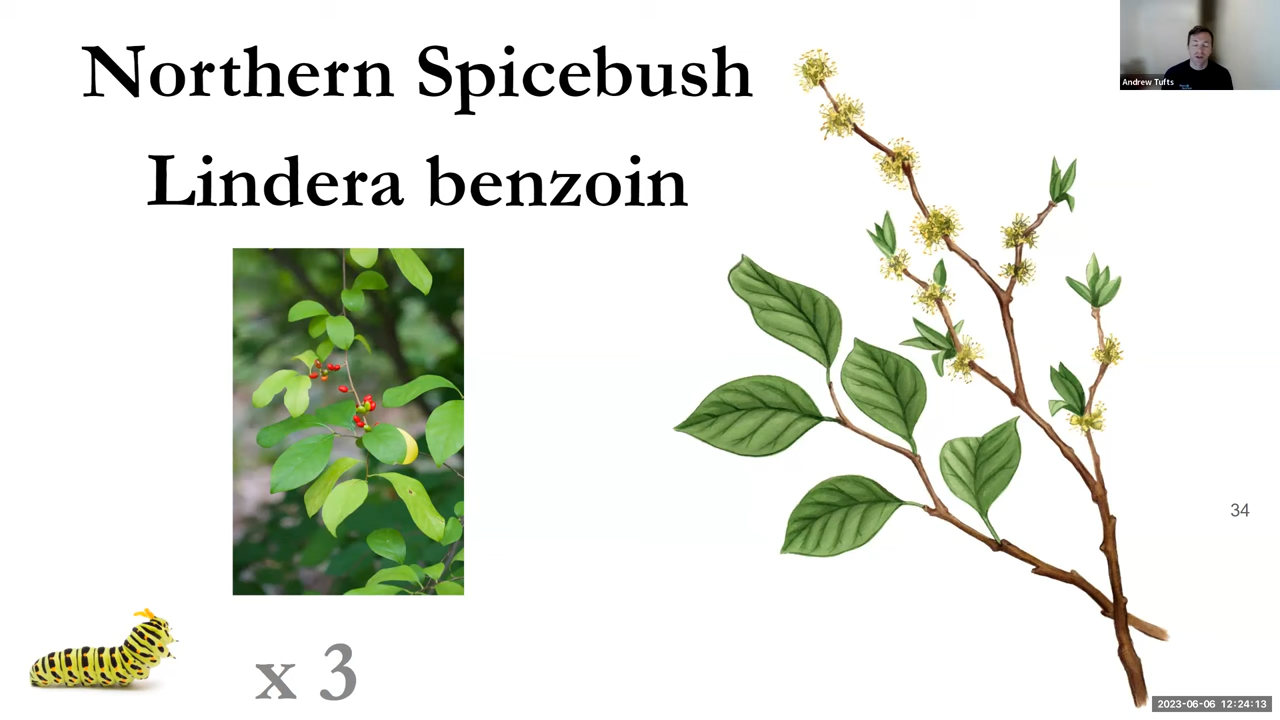 Northern Spicebush
Lindera benzoin
Andrew Tufts
34
x 3
2023-06-06 12:24:13